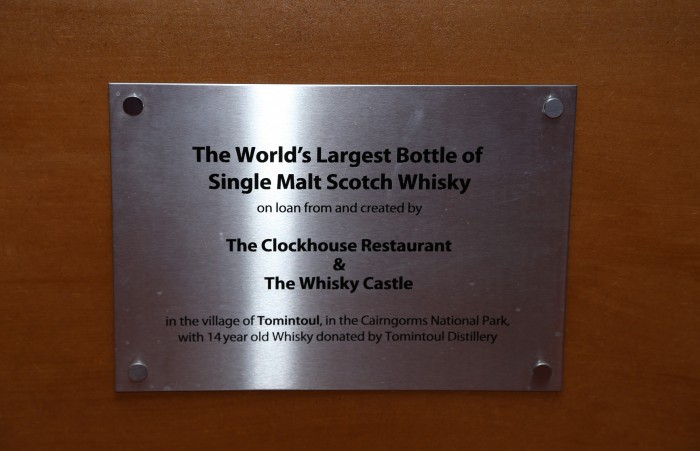 The World's Largest Bottle of
Single Malt Scotch Whisky
on loan from and created by
The Clockhouse Restaurant
&
The Whisky Castle
in the village of Tomintoul, in the Cairngorms National Park,
with 14 year old Whisky donated by Tomintoul Distillery